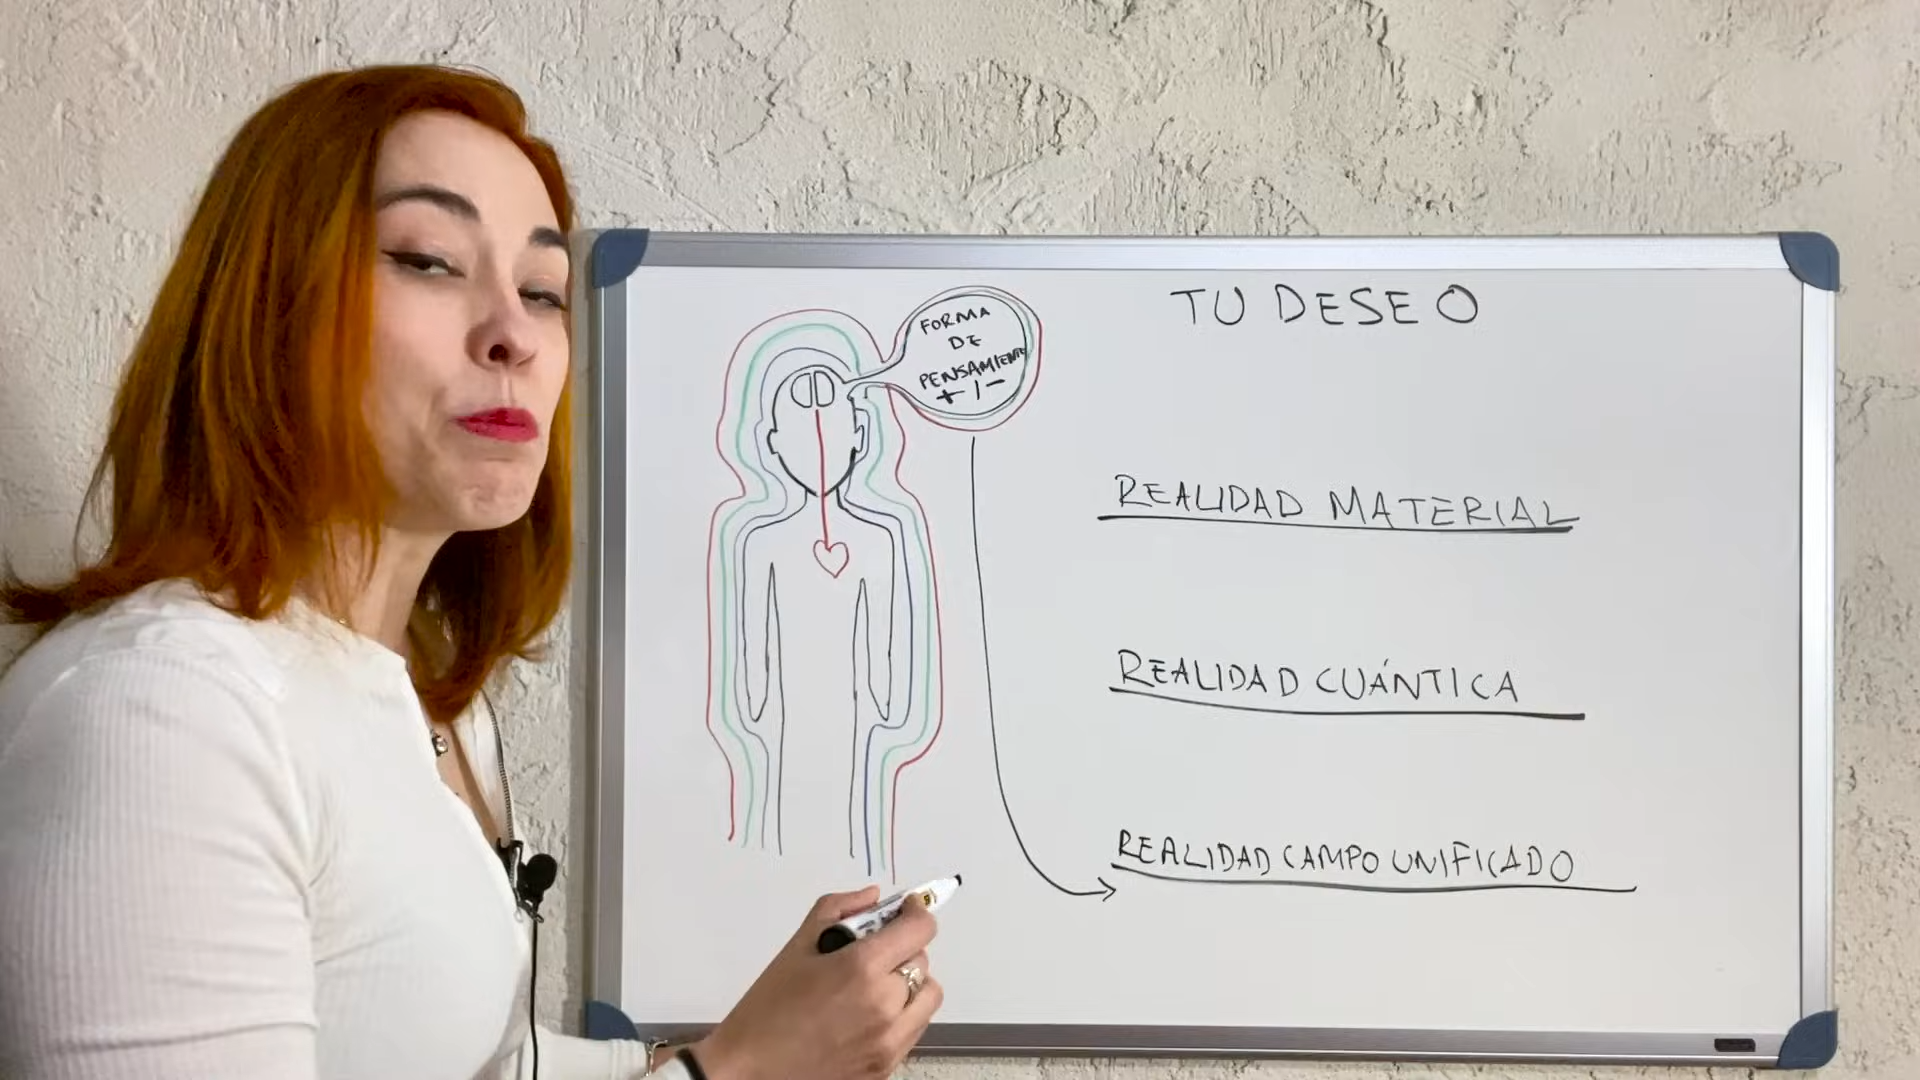 FORMA
DE
PENSAMIENTO
+ / -
TU DESEO
REALIDAD MATERIAL
REALIDAD CUÁNTICA
REALIDAD CAMPO UNIFICADO